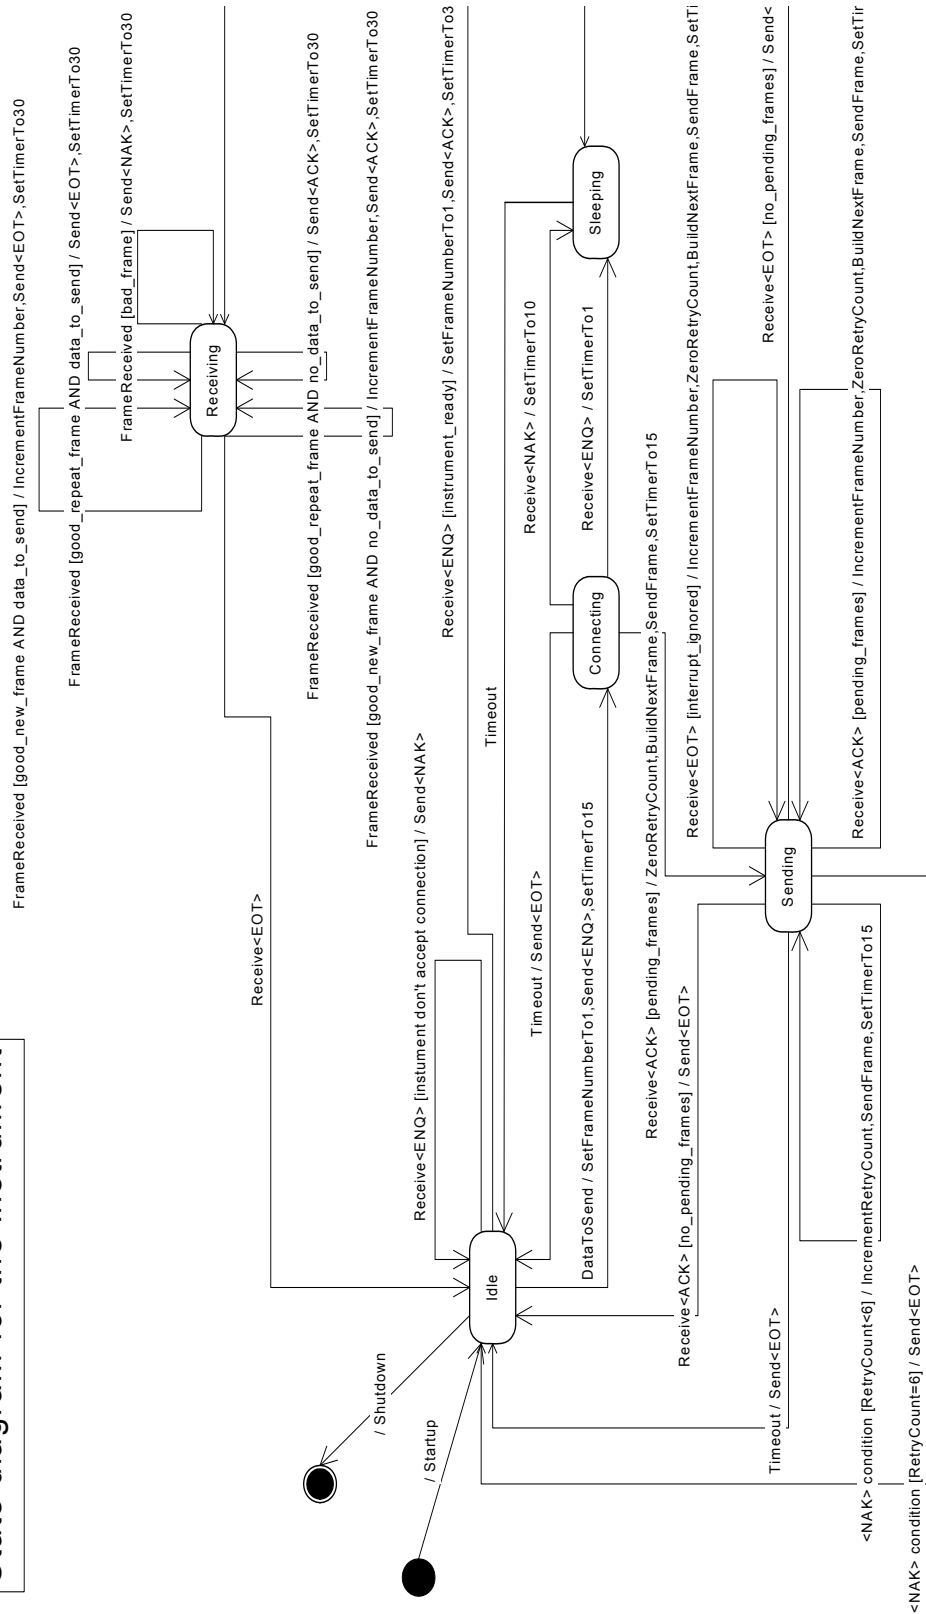 FrameReceived [good_new_frame AND data_to_send] / IncrementFrameNumber,Send<EOT>,SetTimerTo30
FrameReceived [good_repeat_frame AND data_to_send] / Send<EOT>,SetTimerTo30
FrameReceived [bad_frame] / Send<NAK>,SetTimerTo30
Receiving
Receive<EOT>
FrameReceived [good_repeat_frame AND no_data_to_send] / Send<ACK>,SetTimerTo30
FrameReceived [good_new_frame AND no_data_to_send] / IncrementFrameNumber,Send<ACK>,SetTimerTo30
/ Shutdown
/ Startup
Receive<ENQ> [instument don't accept connection] / Send<NAK>
Receive<ENQ> [instrument_ready] / SetFrameNumberTo1,Send<ACK>,SetTimerTo3
Idle
Timeout
Timeout / Send<EOT>
Receive<NAK> / SetTimerTo10
DataToSend / SetFrameNumberTo1,Send<ENQ>,SetTimerTo15
Connecting
Receive<ENQ> / SetTimerTo1
Sleeping
Receive<ACK> [pending_frames] / ZeroRetryCount,BuildNextFrame,SendFrame,SetTimerTo15
Receive<ACK> [no_pending_frames] / Send<EOT>
Receive<EOT> [interrupt_ignored] / IncrementFrameNumber,ZeroRetryCount,BuildNextFrame,SendFrame,SetTi
Timeout / Send<EOT>
Sending
Receive<EOT> [no_pending_frames] / Send<
<NAK> condition [RetryCount<6] / IncrementRetryCount,SendFrame,SetTimerTo15
Receive<ACK> [pending_frames] / IncrementFrameNumber,ZeroRetryCount,BuildNextFrame,SendFrame,SetTir
<NAK> condition [RetryCount=6] / Send<EOT>